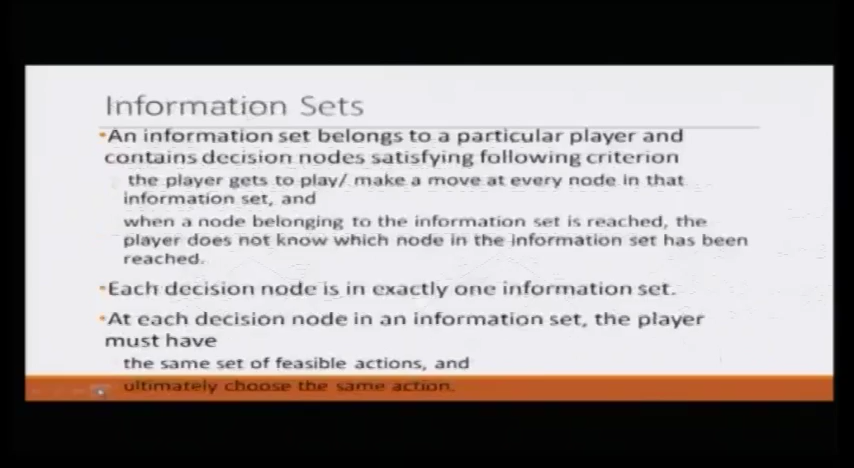 Information Sets
•An information set belongs to a particular player and
contains decision nodes satisfying following criterion
the player gets to play/ make a move at every node in that
information set, and
when a node belonging to the information set is reached, the
player does not know which node in the information set has been
reached.
•Each decision node is in exactly one information set.
•At each decision node in an information set, the player
must have
the same set of feasible actions, and
ultimately choose the same action.